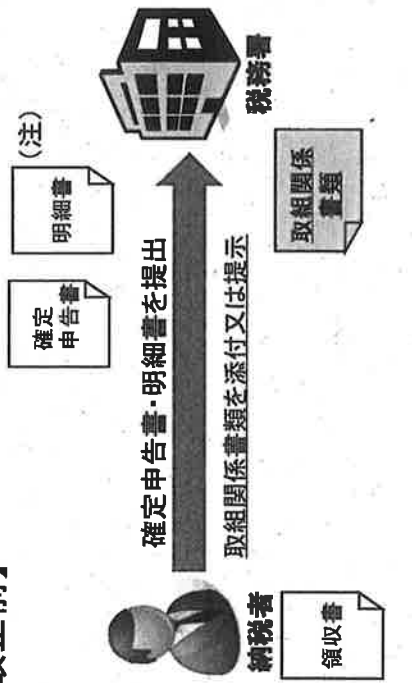 改正前】
(注)
確定
申告書
明細書
確定申告書・明細書を提出
取組関係書類を添付又は提示
納税者
税務署
領収書
取組関係
書類